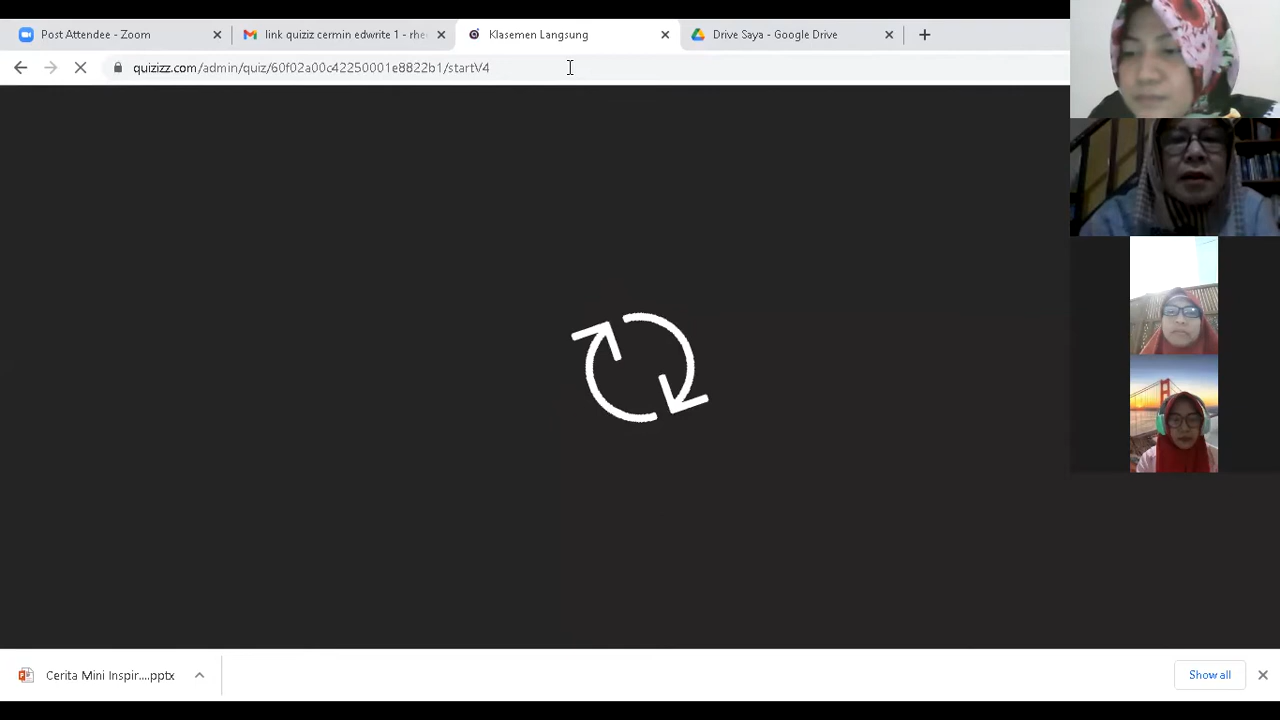 Post Attendee - Zoom
link quiziz cermin edwrite 1 - rhe
Klasemen Langsung
Drive Saya - Google Drive
quizizz.com/admin/quiz/60f02a00c42250001e8822b1/startV4
Cerita Mini Inspir....pptx
Show all